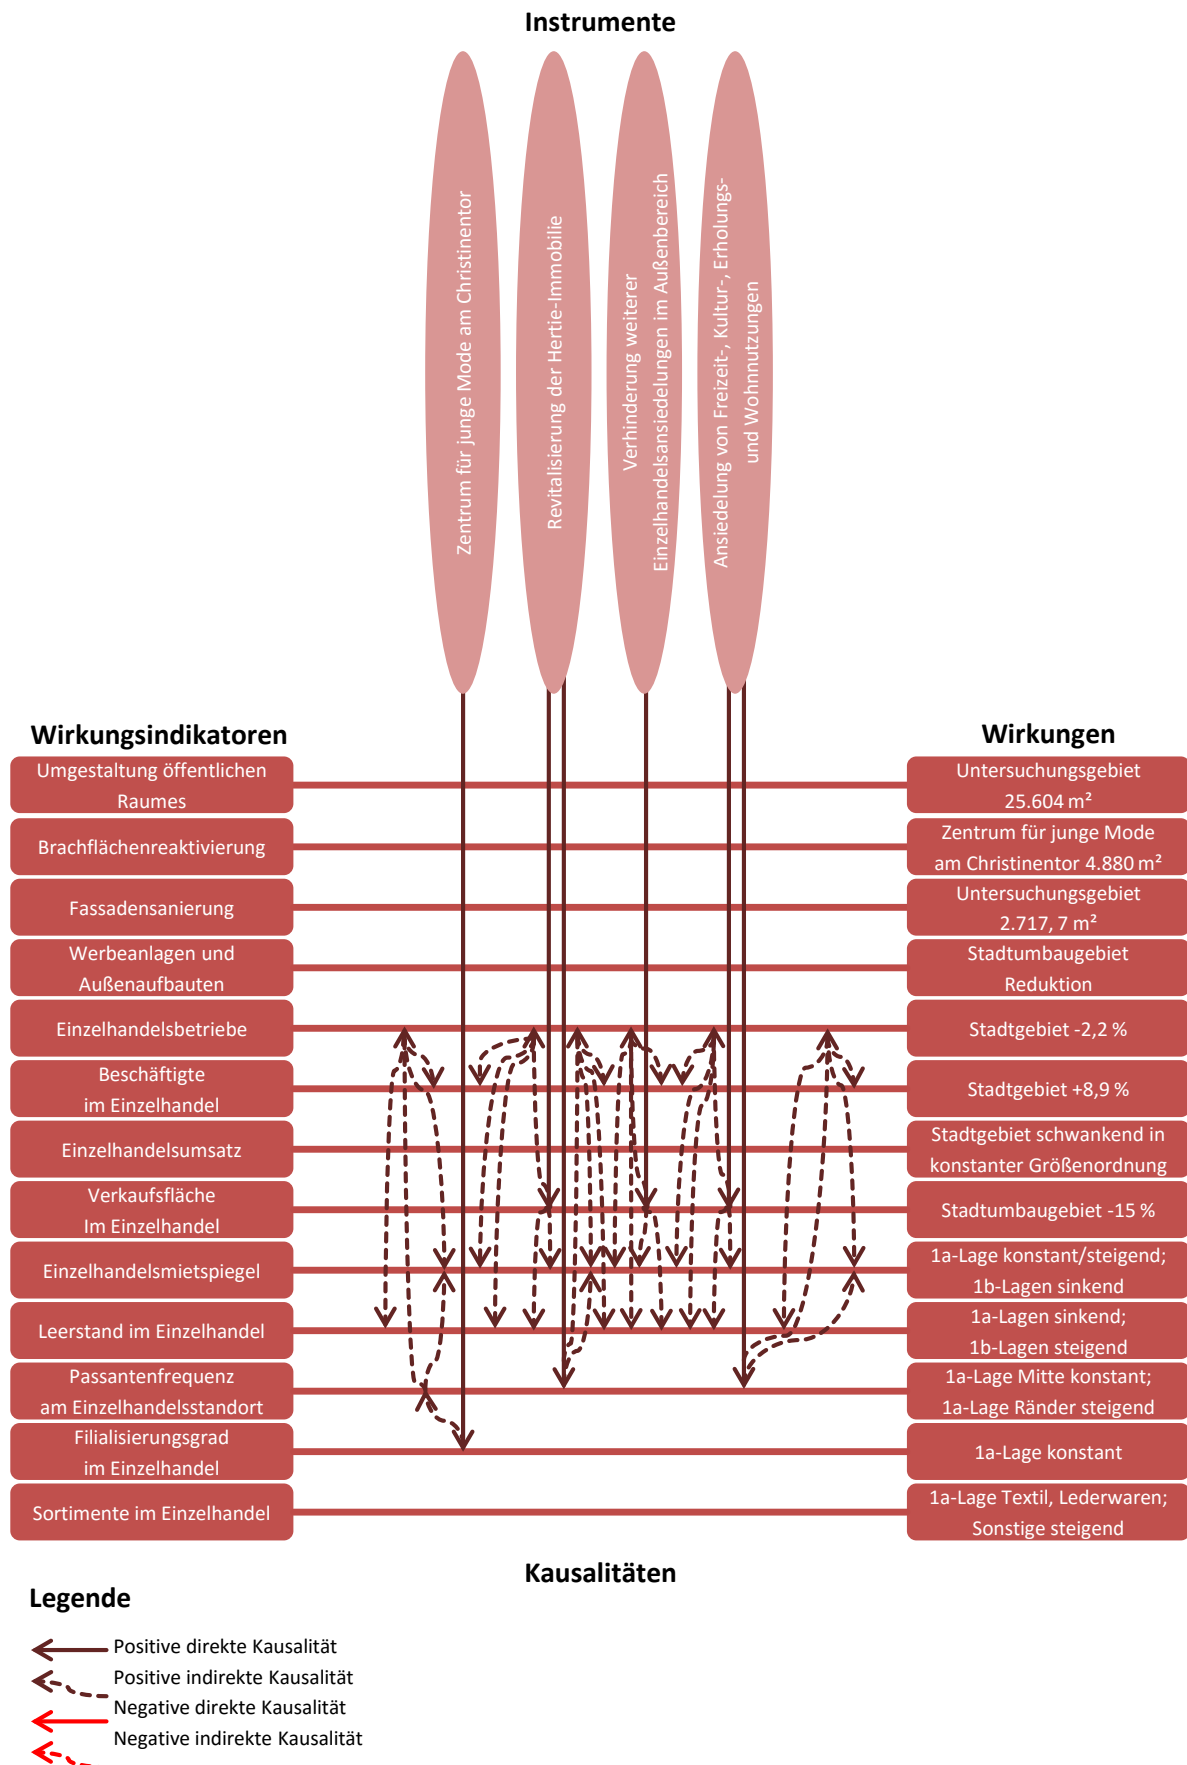 Instrumente
Zentrum für junge Mode am Christinentor
Revitalisierung der Hertie-Immobilie
Verhinderung weiterer
Einzelhandelsansiedelungen im Außenbereich
Ansiedelung von Freizeit-, Kultur-, Erholungs-
und Wohnnutzungen
Wirkungsindikatoren
Wirkungen
Umgestaltung öffentlichen
Raumes
Untersuchungsgebiet
25.604 m²
Brachflächenreaktivierung
Zentrum für junge Mode
am Christinentor 4.880 m²
Fassadensanierung
Untersuchungsgebiet
2.717, 7 m²
Werbeanlagen und
Außenaufbauten
Stadtumbaugebiet
Reduktion
Einzelhandelsbetriebe
Stadtgebiet -2,2 %
Beschäftigte
im Einzelhandel
Stadtgebiet +8,9 %
Einzelhandelsumsatz
Stadtgebiet schwankend in
konstanter Größenordnung
Verkaufsfläche
Im Einzelhandel
Stadtumbaugebiet -15 %
Einzelhandelsmietspiegel
1a-Lage konstant/steigend;
1b-Lagen sinkend
Leerstand im Einzelhandel
1a-Lagen sinkend;
1b-Lagen steigend
Passantenfrequenz
am Einzelhandelsstandort
1a-Lage Mitte konstant;
1a-Lage Ränder steigend
Filialisierungsgrad
im Einzelhandel
1a-Lage konstant
Sortimente im Einzelhandel
1a-Lage Textil, Lederwaren;
Sonstige steigend
Kausalitäten
Legende
Positive direkte Kausalität
Positive indirekte Kausalität
Negative direkte Kausalität
Negative indirekte Kausalität